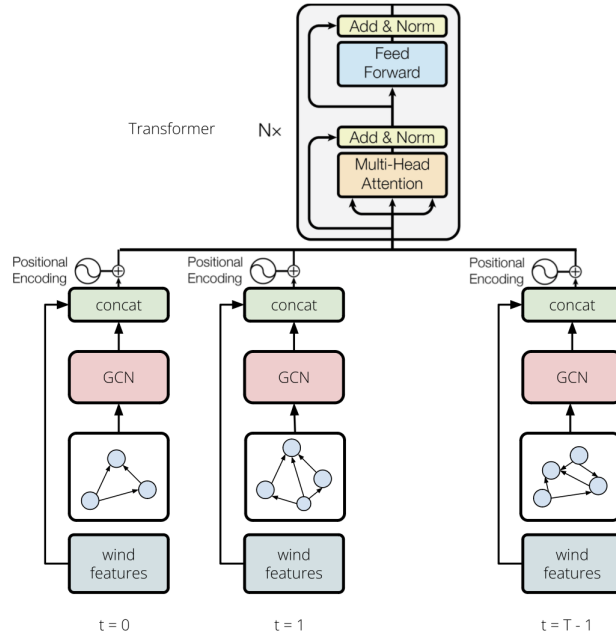 Add & Norm
Feed
Forward
Transformer
N×
Add & Norm
Multi-Head
Attention
Positional
Encoding
Positional
Encoding
Positional
Encoding
concat
concat
concat
GCN
GCN
GCN
wind
features
wind
features
wind
features
t = 0
t = 1
t = T - 1